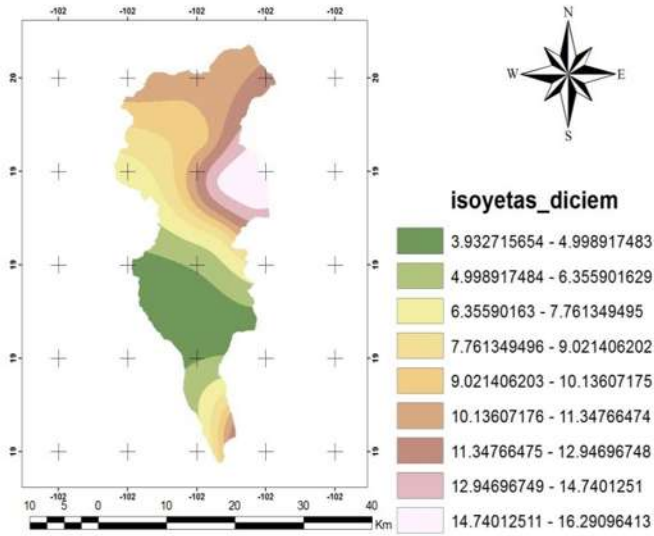 -102 -102 -102 -102
20 20
19 19
19 19
19 19
19 19
-102 -102 -102 -102
10 5 0 10 20 30 40
Km
N
W E
S
isoyetas_diciem
3.932715654 - 4.998917483
4.998917484 - 6.355901629
6.35590163 - 7.761349495
7.761349496 - 9.021406202
9.021406203 - 10.13607175
10.13607176 - 11.34766474
11.34766475 - 12.94696748
12.94696749 - 14.7401251
14.74012511 - 16.29096413